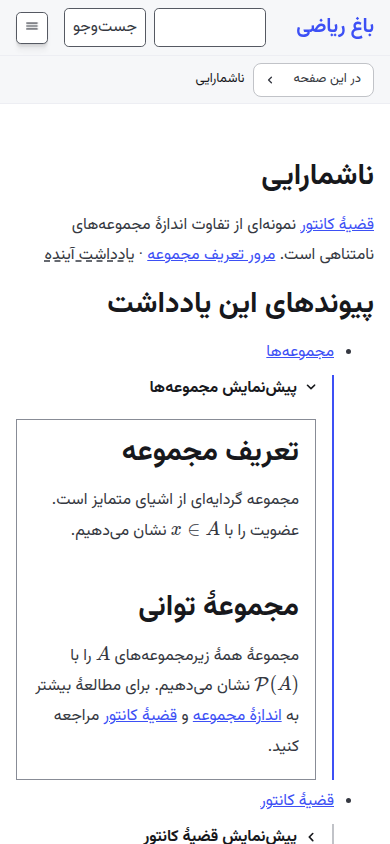 باغ ریاضی
جست‌وجو
در این صفحه
ناشمارایی
ناشمارایی
قضیهٔ کانتور نمونه‌ای از تفاوت اندازهٔ مجموعه‌های
نامتناهی است. مرور تعریف مجموعه · یادداشت آینده
پیوندهای این یادداشت
• مجموعه‌ها
پیش‌نمایش مجموعه‌ها
تعریف مجموعه
مجموعه گردایه‌ای از اشیای متمایز است.
عضویت را با x ∈ A نشان می‌دهیم.
مجموعهٔ توانی
مجموعهٔ همهٔ زیرمجموعه‌های A را با
𝒫(A) نشان می‌دهیم. برای مطالعهٔ بیشتر
به اندازهٔ مجموعه و قضیهٔ کانتور مراجعه
کنید.
• قضیهٔ کانتور
پیش‌نمایش قضیهٔ کانتور